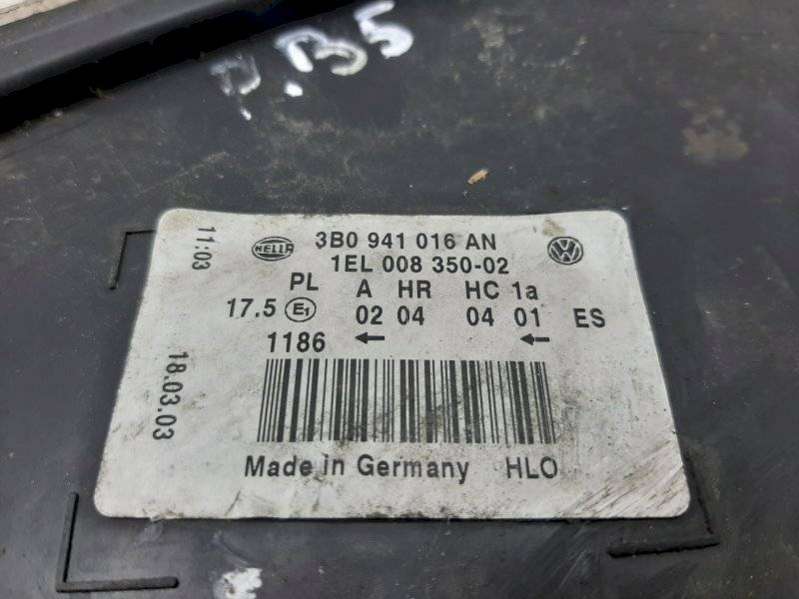 P.B5
11:03
HELLA 3B0 941 016 AN VW
1EL 008 350-02
PL A HR HC 1a
17.5 E1 02 04 04 01 ES
1186 ← ←
18.03.03
Made in Germany HLO